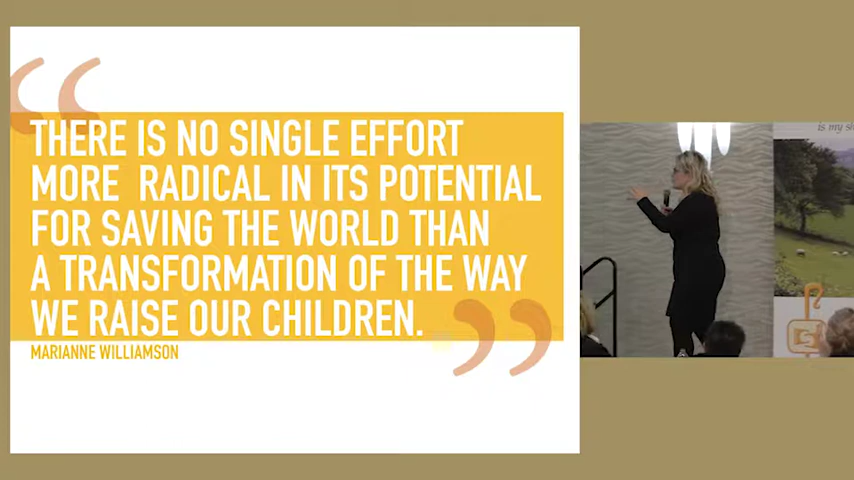 THERE IS NO SINGLE EFFORT
MORE RADICAL IN ITS POTENTIAL
FOR SAVING THE WORLD THAN
A TRANSFORMATION OF THE WAY
WE RAISE OUR CHILDREN.
MARIANNE WILLIAMSON
is my